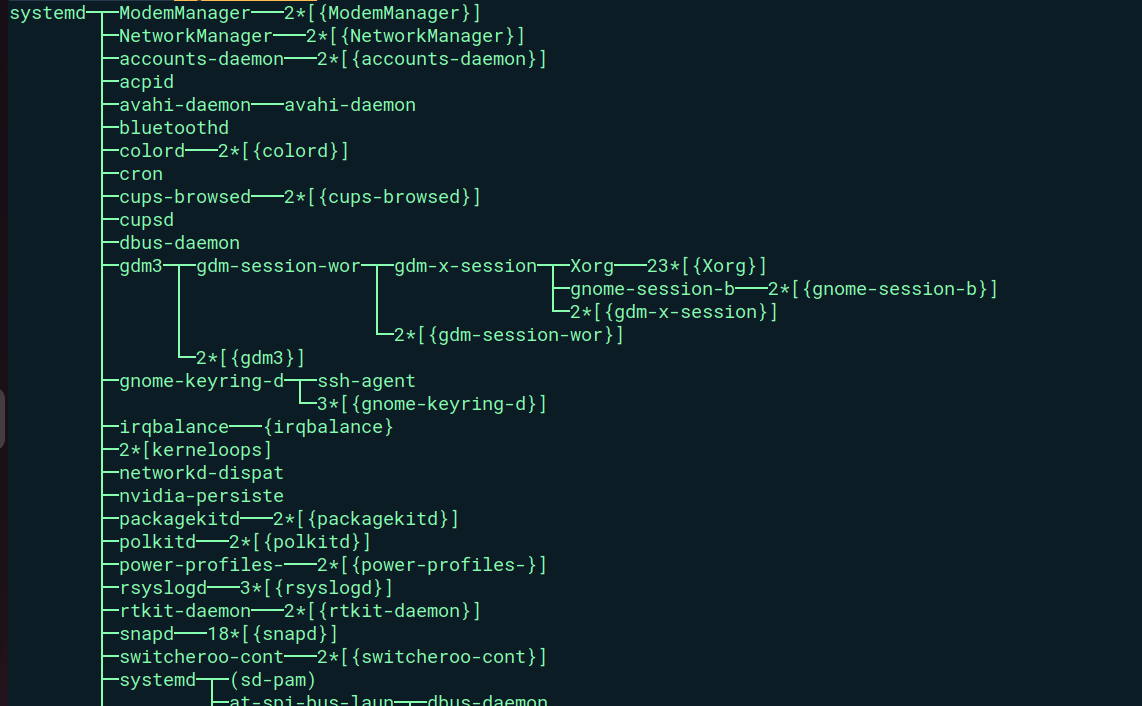 systemd─┬─ModemManager───2*[{ModemManager}]
        ├─NetworkManager───2*[{NetworkManager}]
        ├─accounts-daemon───2*[{accounts-daemon}]
        ├─acpid
        ├─avahi-daemon───avahi-daemon
        ├─bluetoothd
        ├─colord───2*[{colord}]
        ├─cron
        ├─cups-browsed───2*[{cups-browsed}]
        ├─cupsd
        ├─dbus-daemon
        ├─gdm3─┬─gdm-session-wor─┬─gdm-x-session─┬─Xorg───23*[{Xorg}]
        │      │                 │               ├─gnome-session-b───2*[{gnome-session-b}]
        │      │                 │               └─2*[{gdm-x-session}]
        │      │                 └─2*[{gdm-session-wor}]
        │      └─2*[{gdm3}]
        ├─gnome-keyring-d─┬─ssh-agent
        │                 └─3*[{gnome-keyring-d}]
        ├─irqbalance───{irqbalance}
        ├─2*[kerneloops]
        ├─networkd-dispat
        ├─nvidia-persiste
        ├─packagekitd───2*[{packagekitd}]
        ├─polkitd───2*[{polkitd}]
        ├─power-profiles-───2*[{power-profiles-}]
        ├─rsyslogd───3*[{rsyslogd}]
        ├─rtkit-daemon───2*[{rtkit-daemon}]
        ├─snapd───18*[{snapd}]
        ├─switcheroo-cont───2*[{switcheroo-cont}]
        ├─systemd─┬─(sd-pam)
        │         ├─at-spi-bus-laun─┬─dbus-daemon